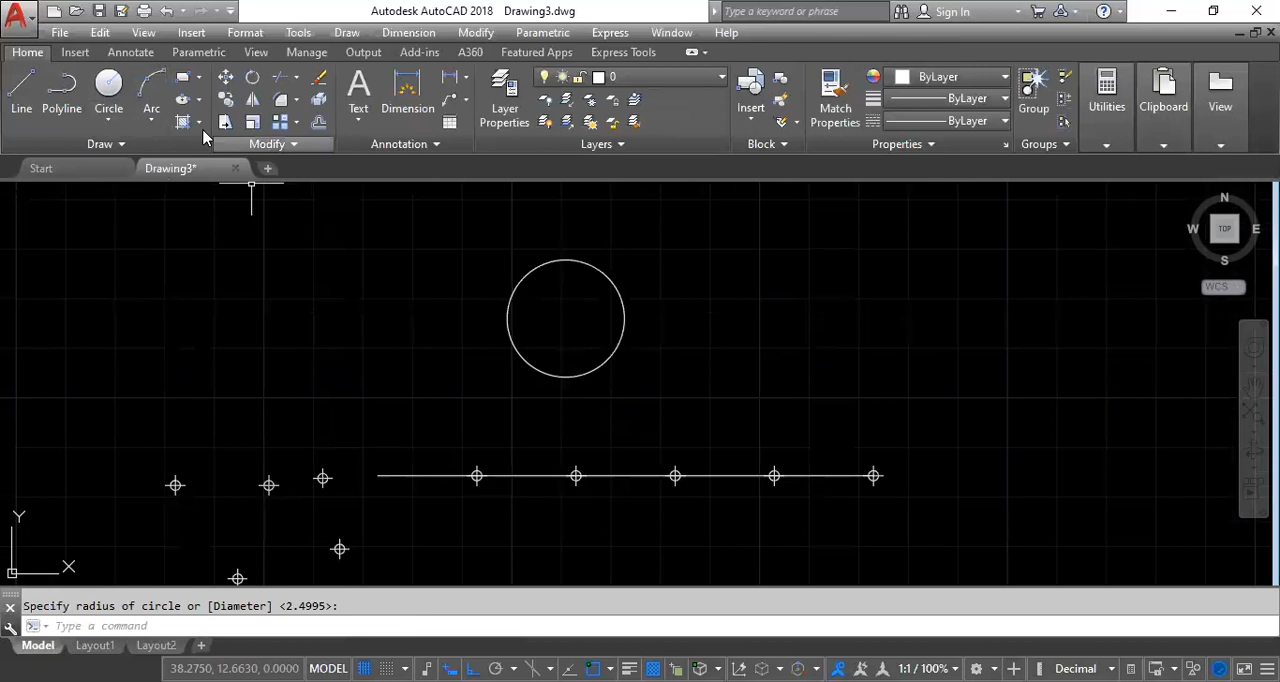 Autodesk AutoCAD 2018 Drawing3.dwg
Type a keyword or phrase
Sign In
File Edit View Insert Format Tools Draw Dimension Modify Parametric Express Window Help
Home Insert Annotate Parametric View Manage Output Add-ins A360 Featured Apps Express Tools
0
ByLayer
ByLayer
ByLayer
Line Polyline Circle Arc
Text Dimension
Layer
Properties
Insert
Match
Properties
Group
Utilities
Clipboard
View
Draw Modify Annotation Layers Block Properties Groups
Start Drawing3*
N
W TOP E
S
WCS
Y
X
Specify radius of circle or [Diameter] <2.4995>:
Type a command
Model Layout1 Layout2
38.2750, 12.6630, 0.0000 MODEL 1:1 / 100% Decimal